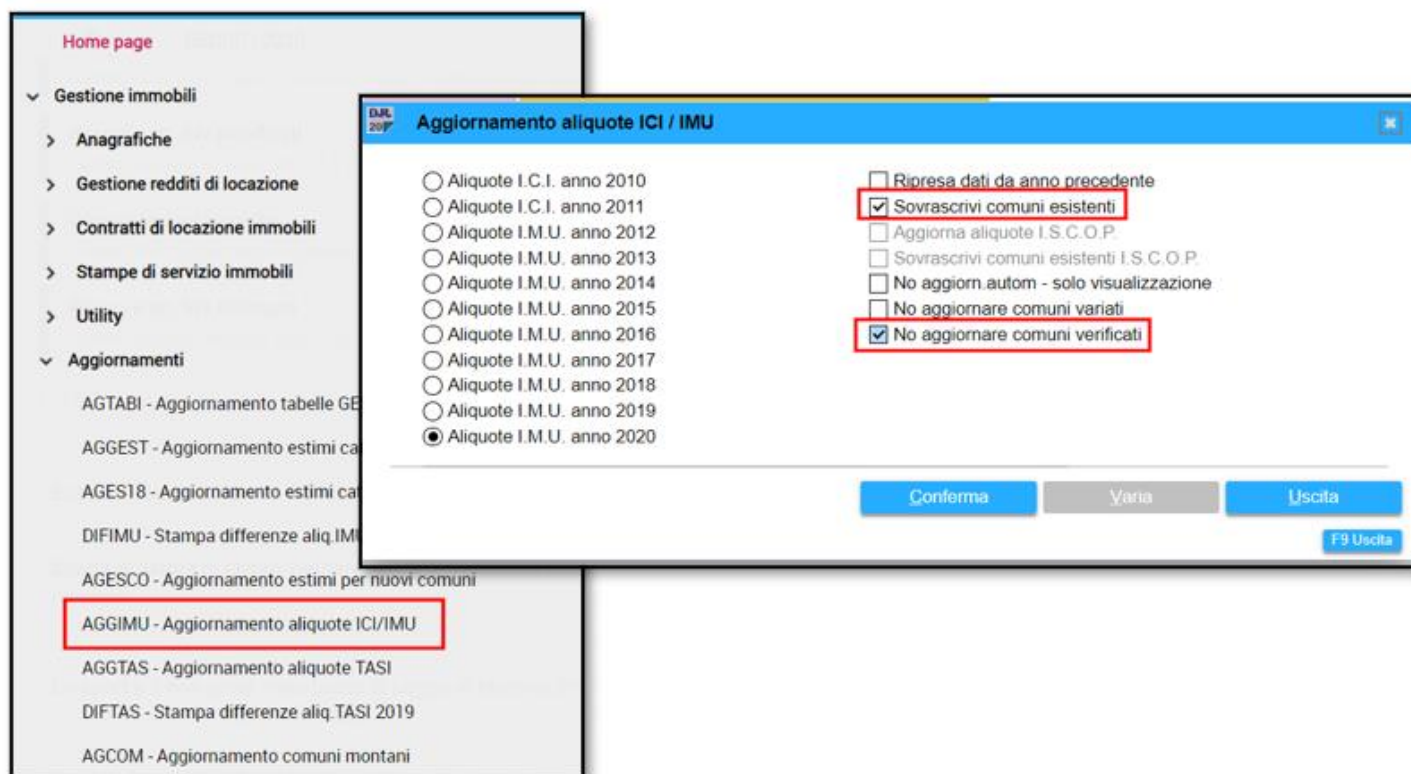 Home page
Gestione immobili
Anagrafiche
Gestione redditi di locazione
Contratti di locazione immobili
Stampe di servizio immobili
Utility
Aggiornamenti
AGTABI - Aggiornamento tabelle GE
AGGEST - Aggiornamento estimi ca
AGES18 - Aggiornamento estimi cat
DIFIMU - Stampa differenze aliq.IMU
AGESCO - Aggiornamento estimi per nuovi comuni
AGGIMU - Aggiornamento aliquote ICI/IMU
AGGTAS - Aggiornamento aliquote TASI
DIFTAS - Stampa differenze aliq.TASI 2019
AGCOM - Aggiornamento comuni montani
Aggiornamento aliquote ICI / IMU
Aliquote I.C.I. anno 2010
Aliquote I.C.I. anno 2011
Aliquote I.M.U. anno 2012
Aliquote I.M.U. anno 2013
Aliquote I.M.U. anno 2014
Aliquote I.M.U. anno 2015
Aliquote I.M.U. anno 2016
Aliquote I.M.U. anno 2017
Aliquote I.M.U. anno 2018
Aliquote I.M.U. anno 2019
Aliquote I.M.U. anno 2020
Ripresa dati da anno precedente
Sovrascrivi comuni esistenti
Aggiorna aliquote I.S.C.O.P.
Sovrascrivi comuni esistenti I.S.C.O.P.
No aggiorn.autom - solo visualizzazione
No aggiornare comuni variati
No aggiornare comuni verificati
Conferma
Varia
Uscita
F9 Uscita